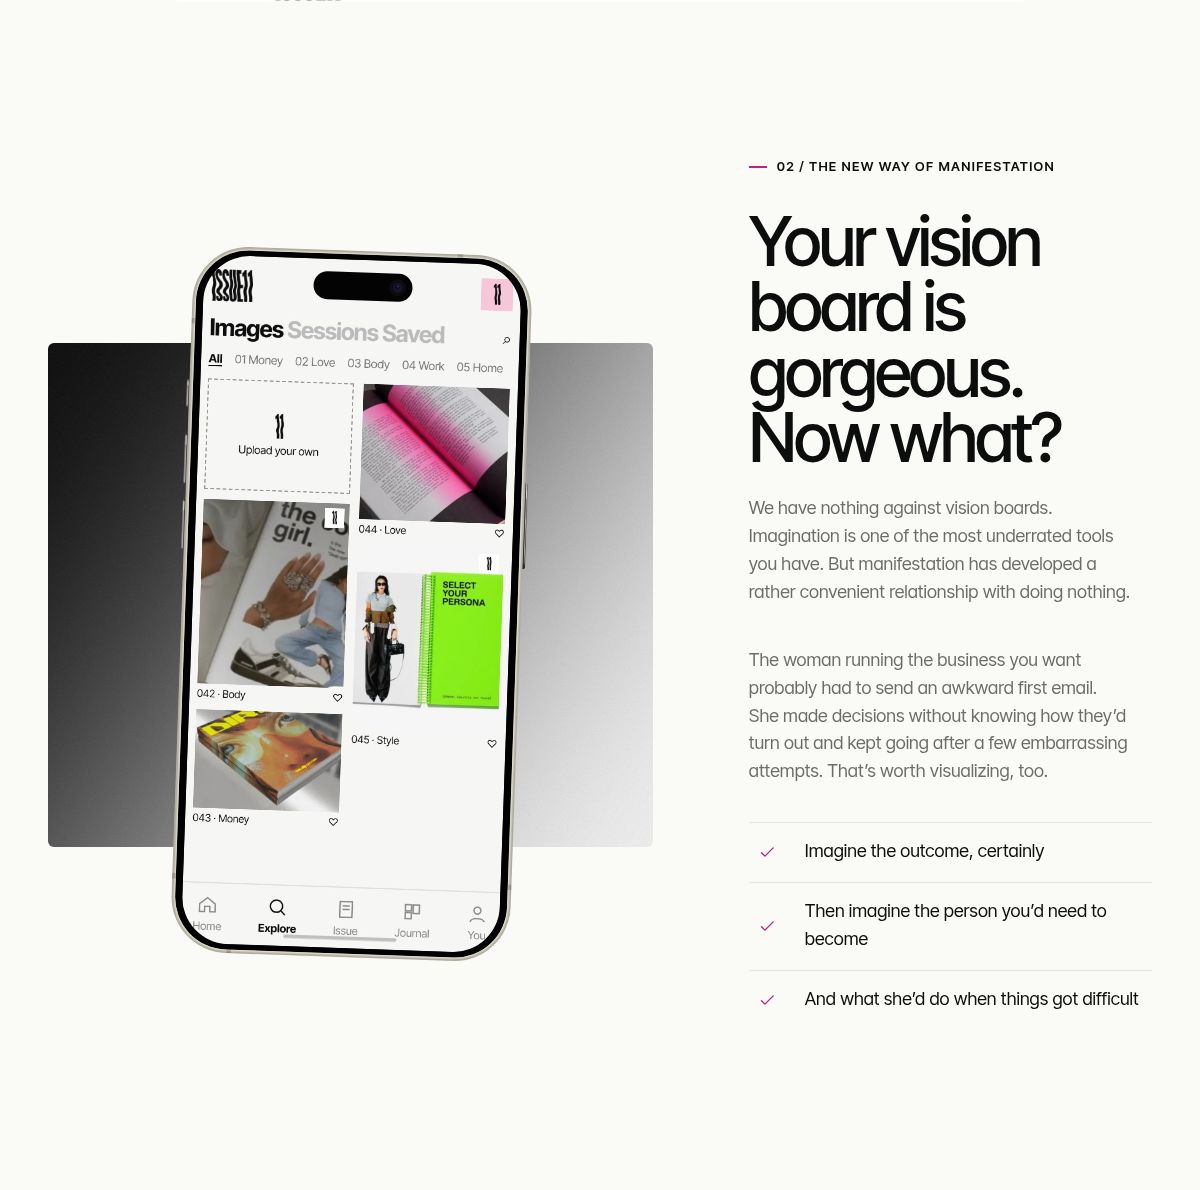 02 / THE NEW WAY OF MANIFESTATION
Your vision
board is
gorgeous.
Now what?
We have nothing against vision boards.
Imagination is one of the most underrated tools
you have. But manifestation has developed a
rather convenient relationship with doing nothing.
The woman running the business you want
probably had to send an awkward first email.
She made decisions without knowing how they’d
turn out and kept going after a few embarrassing
attempts. That’s worth visualizing, too.
Imagine the outcome, certainly
Then imagine the person you’d need to
become
And what she’d do when things got difficult
ISSUE11
11
Images Sessions Saved
All 01 Money 02 Love 03 Body 04 Work 05 Home
11
Upload your own
044 · Love
the
girl.
11
042 · Body
11
SELECT
YOUR
PERSONA
045 · Style
043 · Money
Home Explore Issue Journal You